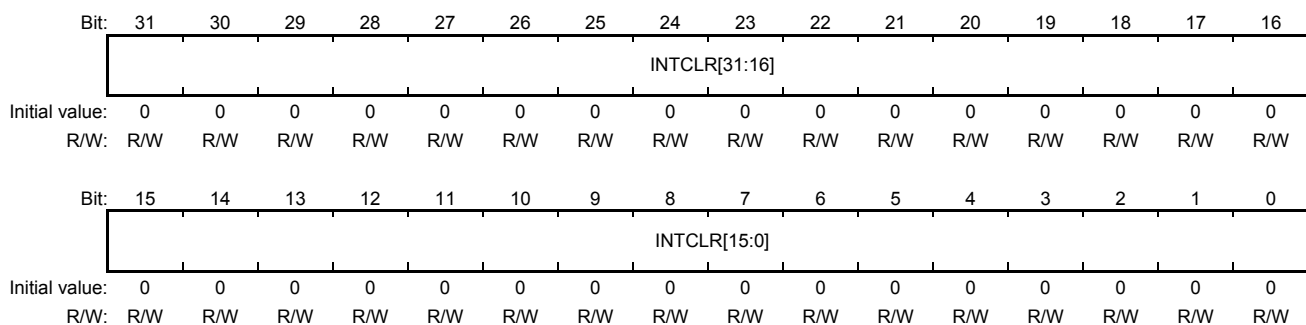 Bit: 31 30 29 28 27 26 25 24 23 22 21 20 19 18 17 16
INTCLR[31:16]
Initial value: 0 0 0 0 0 0 0 0 0 0 0 0 0 0 0 0
R/W: R/W R/W R/W R/W R/W R/W R/W R/W R/W R/W R/W R/W R/W R/W R/W R/W
Bit: 15 14 13 12 11 10 9 8 7 6 5 4 3 2 1 0
INTCLR[15:0]
Initial value: 0 0 0 0 0 0 0 0 0 0 0 0 0 0 0 0
R/W: R/W R/W R/W R/W R/W R/W R/W R/W R/W R/W R/W R/W R/W R/W R/W R/W